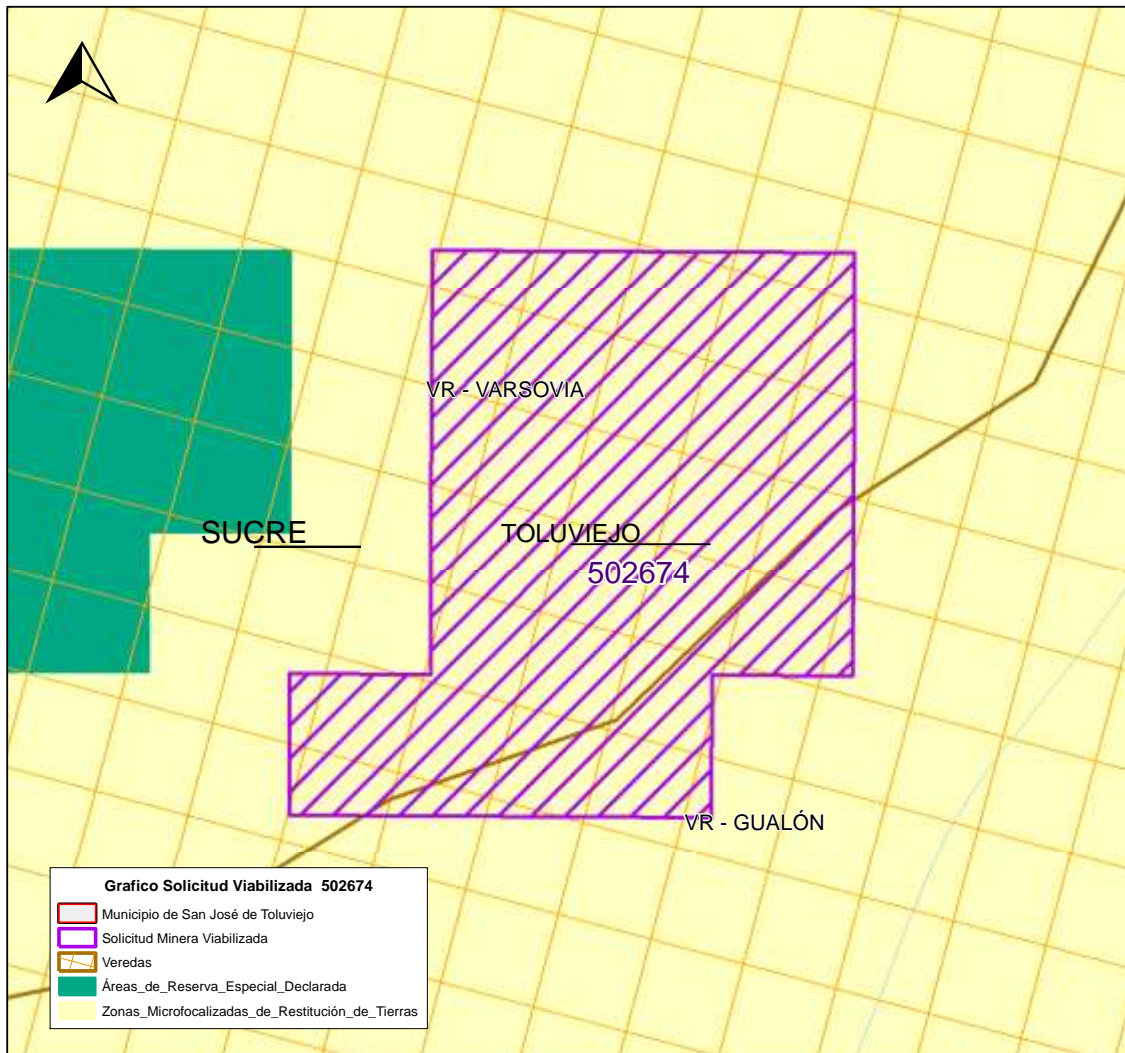 VR - VARSOVIA
SUCRE
TOLUVIEJO
502674
VR - GUALÓN
Grafico Solicitud Viabilizada 502674
Municipio de San José de Toluviejo
Solicitud Minera Viabilizada
Veredas
Áreas_de_Reserva_Especial_Declarada
Zonas_Microfocalizadas_de_Restitución_de_Tierras